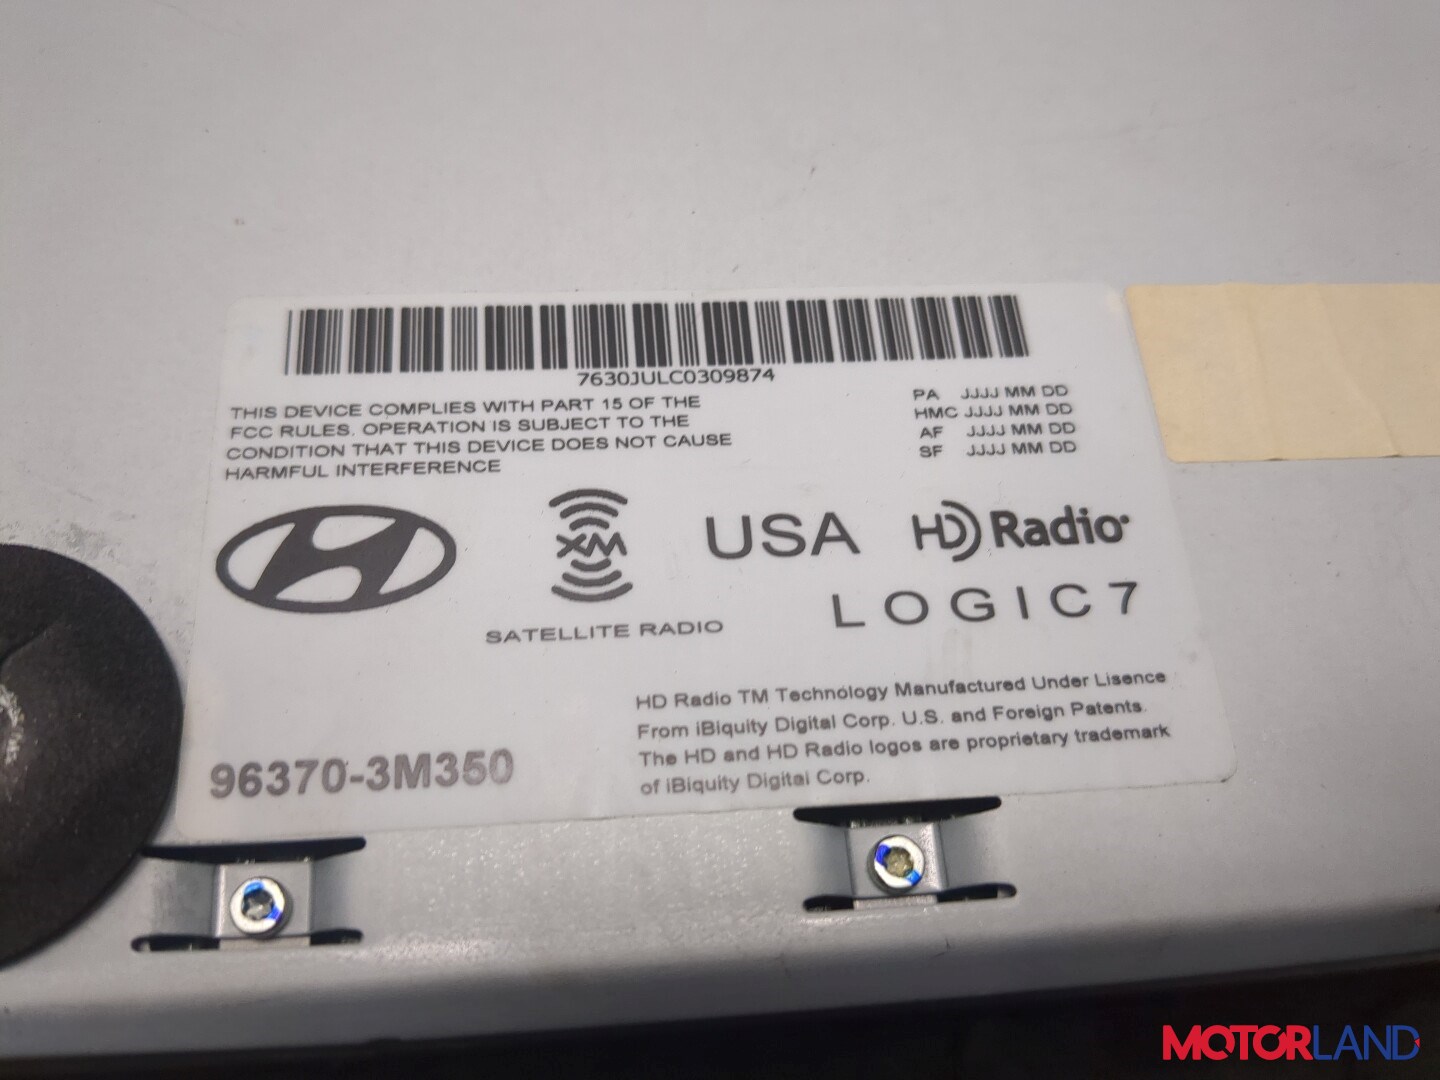 7630JULC0309874
THIS DEVICE COMPLIES WITH PART 15 OF THE
FCC RULES. OPERATION IS SUBJECT TO THE
CONDITION THAT THIS DEVICE DOES NOT CAUSE
HARMFUL INTERFERENCE
PA JJJJ MM DD
HMC JJJJ MM DD
AF JJJJ MM DD
SF JJJJ MM DD
XM
SATELLITE RADIO
USA
HD Radio
LOGIC7
HD Radio TM Technology Manufactured Under Lisence
From iBiquity Digital Corp. U.S. and Foreign Patents.
The HD and HD Radio logos are proprietary trademark
of iBiquity Digital Corp.
96370-3M350
MOTORLAND